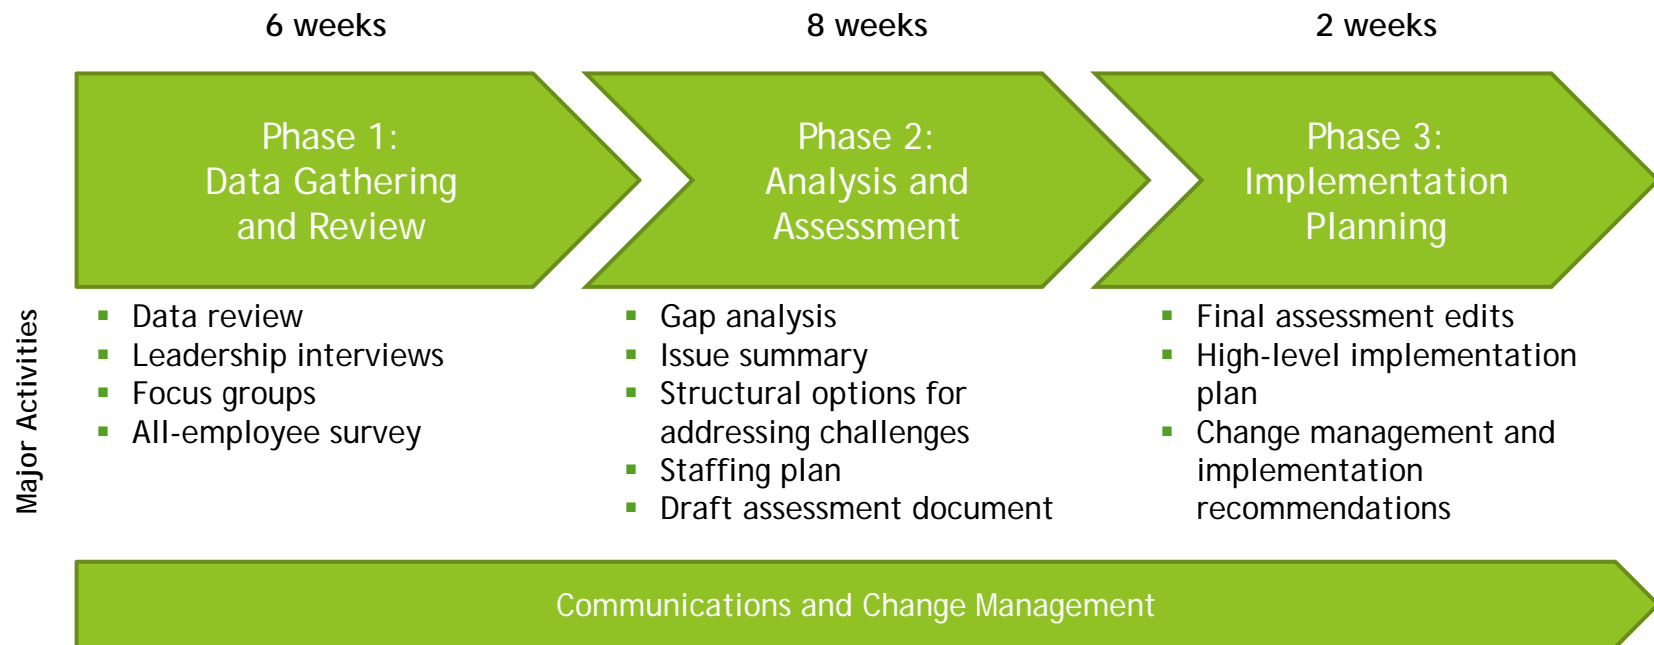 6 weeks
8 weeks
2 weeks
Phase 1:
Data Gathering
and Review
Phase 2:
Analysis and
Assessment
Phase 3:
Implementation
Planning
Major Activities
▪ Data review
▪ Leadership interviews
▪ Focus groups
▪ All-employee survey
▪ Gap analysis
▪ Issue summary
▪ Structural options for
addressing challenges
▪ Staffing plan
▪ Draft assessment document
▪ Final assessment edits
▪ High-level implementation
plan
▪ Change management and
implementation
recommendations
Communications and Change Management